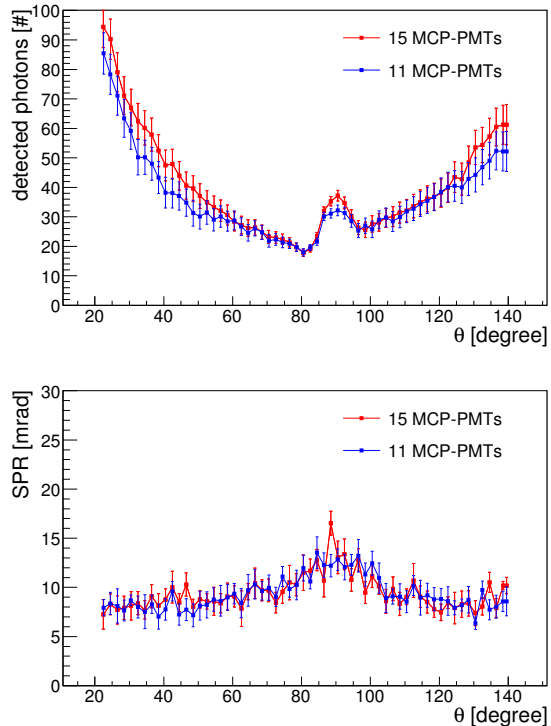 detected photons [#]
100
90
80
70
60
50
40
30
20
10
0
15 MCP-PMTs
11 MCP-PMTs
20 40 60 80 100 120 140
θ [degree]
SPR [mrad]
30
25
20
15
10
5
0
15 MCP-PMTs
11 MCP-PMTs
20 40 60 80 100 120 140
θ [degree]